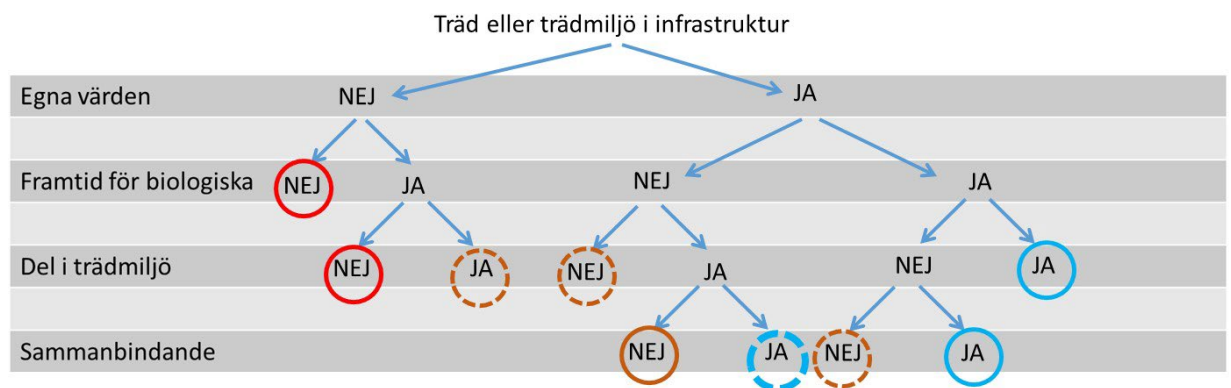 Träd eller trädmiljö i infrastruktur
Egna värden NEJ JA
Framtid för biologiska NEJ JA NEJ JA
Del i trädmiljö NEJ JA NEJ JA NEJ JA
Sammanbindande NEJ JA NEJ JA